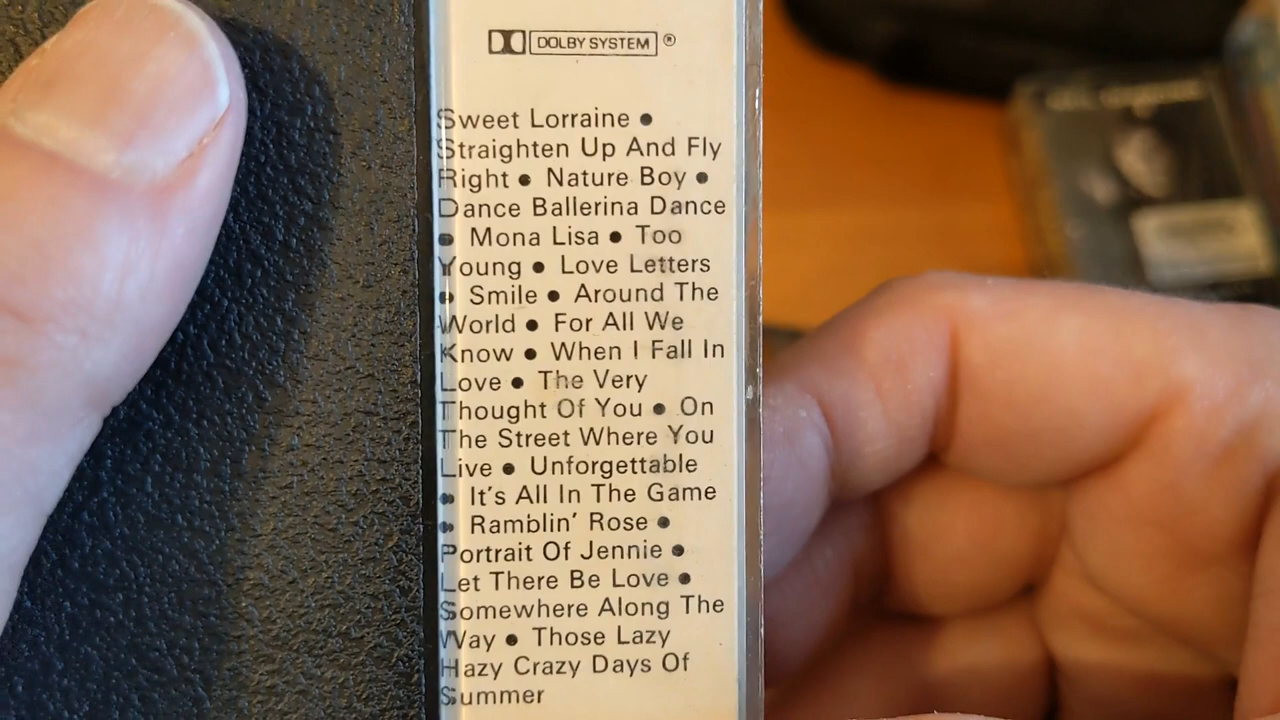 DOLBY SYSTEM ®
Sweet Lorraine •
Straighten Up And Fly
Right • Nature Boy •
Dance Ballerina Dance
• Mona Lisa • Too
Young • Love Letters
• Smile • Around The
World • For All We
Know • When I Fall In
Love • The Very
Thought Of You • On
The Street Where You
Live • Unforgettable
• It's All In The Game
• Ramblin' Rose •
Portrait Of Jennie •
Let There Be Love •
Somewhere Along The
Way • Those Lazy
Hazy Crazy Days Of
Summer